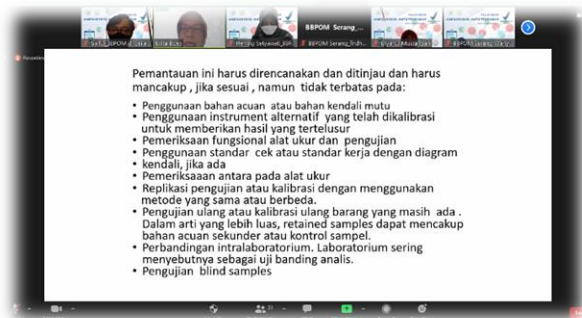 BBPOM Serang
BBPOM Serang
Pemantauan ini harus direncanakan dan ditinjau dan harus
mancakup , jika sesuai , namun tidak terbatas pada:
• Penggunaan bahan acuan atau bahan kendali mutu
• Penggunaan instrument alternatif yang telah dikalibrasi
untuk memberikan hasil yang tertelusur
• Pemeriksaan fungsional alat ukur dan pengujian
• Penggunaan standar cek atau standar kerja dengan diagram
• kendali, jika ada
• Pemeriksaaan antara pada alat ukur
• Replikasi pengujian atau kalibrasi dengan menggunakan
metode yang sama atau berbeda.
• Pengujian ulang atau kalibrasi ulang barang yang masih ada .
Dalam arti yang lebih luas, retained samples dapat mencakup
bahan acuan sekunder atau kontrol sampel.
• Perbandingan intralaboratorium. Laboratorium sering
menyebutnya sebagai uji banding analis.
• Pengujian blind samples